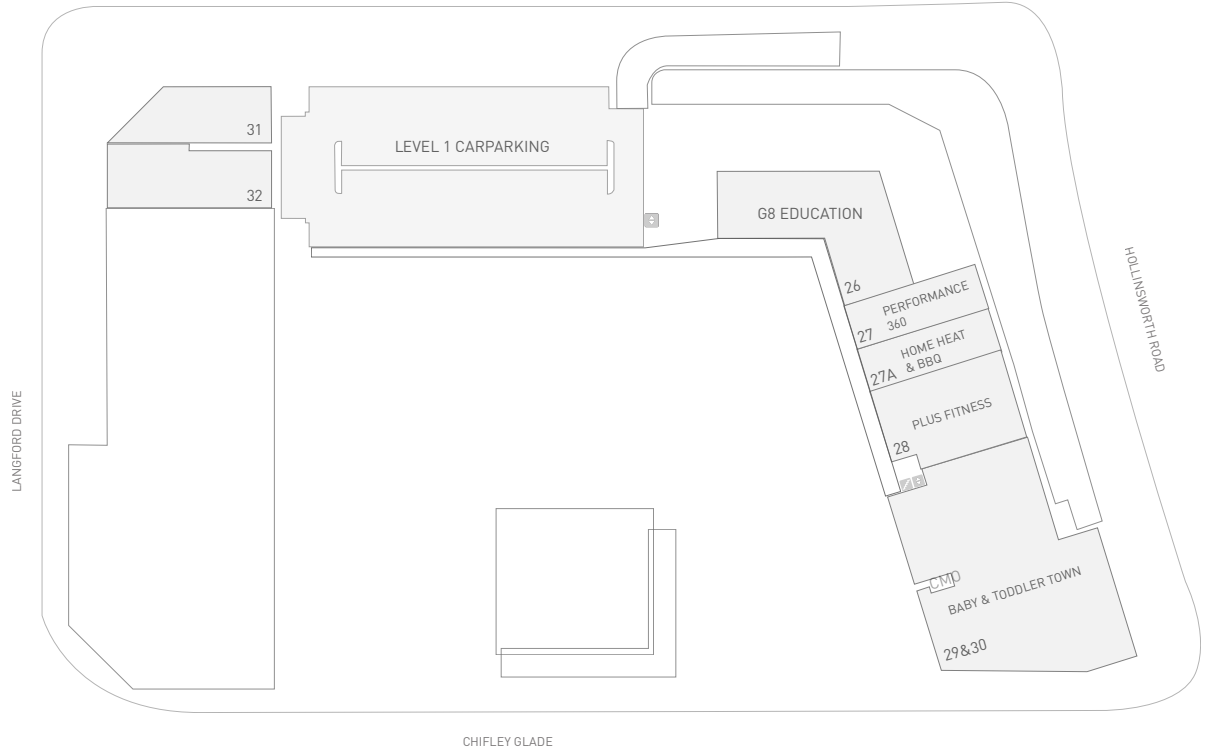 31
LEVEL 1 CARPARKING
32
G8 EDUCATION
26
PERFORMANCE
360
27
HOME HEAT
& BBQ
27A
PLUS FITNESS
28
CMO
BABY & TODDLER TOWN
29&30
HOLLINSWORTH ROAD
LANGFORD DRIVE
CHIFLEY GLADE